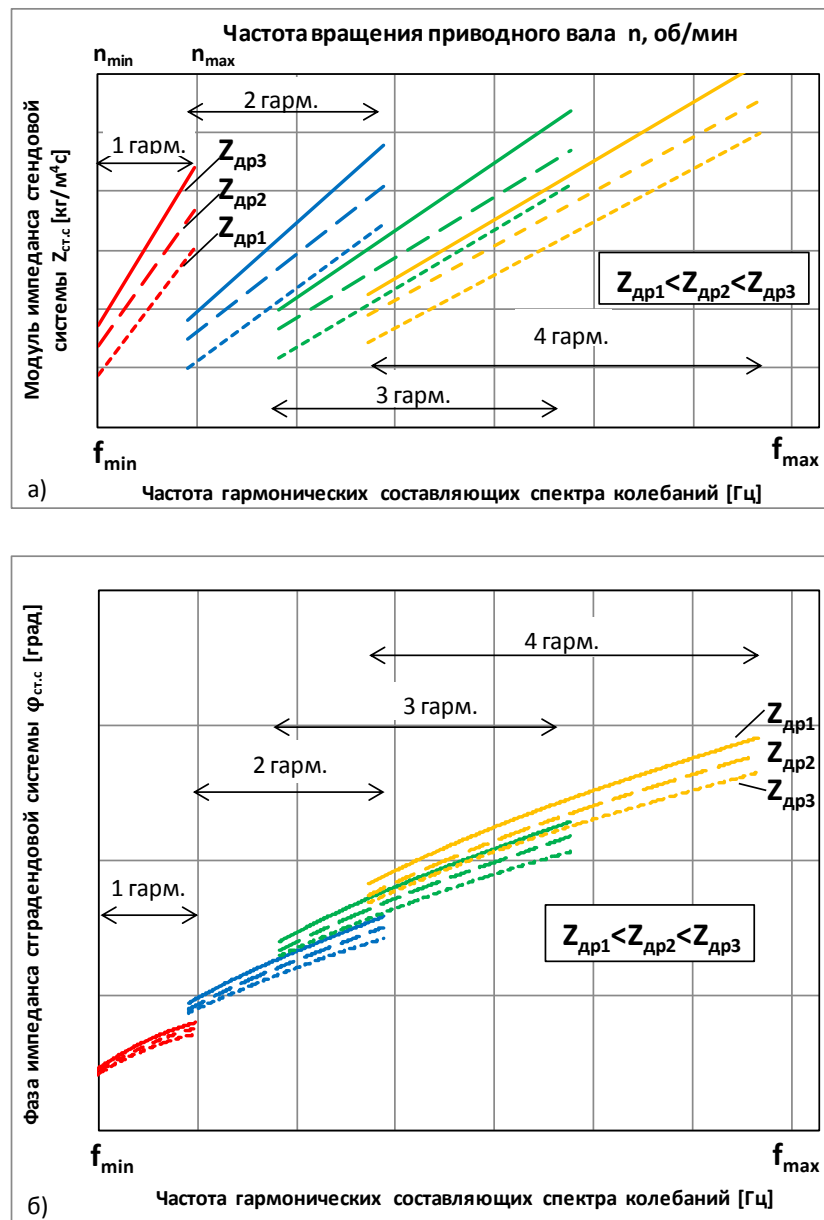 Частота вращения приводного вала n, об/мин
n_min n_max
2 гарм.
1 гарм.
Z_др3
Z_др2
Z_др1
Z_др1<Z_др2<Z_др3
4 гарм.
3 гарм.
Модуль импеданса стендовой
системы Z_ст.с [кг/м⁴с]
f_min f_max
а) Частота гармонических составляющих спектра колебаний [Гц]
4 гарм.
3 гарм.
Z_др1
2 гарм.
Z_др2
Z_др3
1 гарм.
Z_др1<Z_др2<Z_др3
Фаза импеданса стградендовой системы φ_ст.с [град]
f_min f_max
б) Частота гармонических составляющих спектра колебаний [Гц]